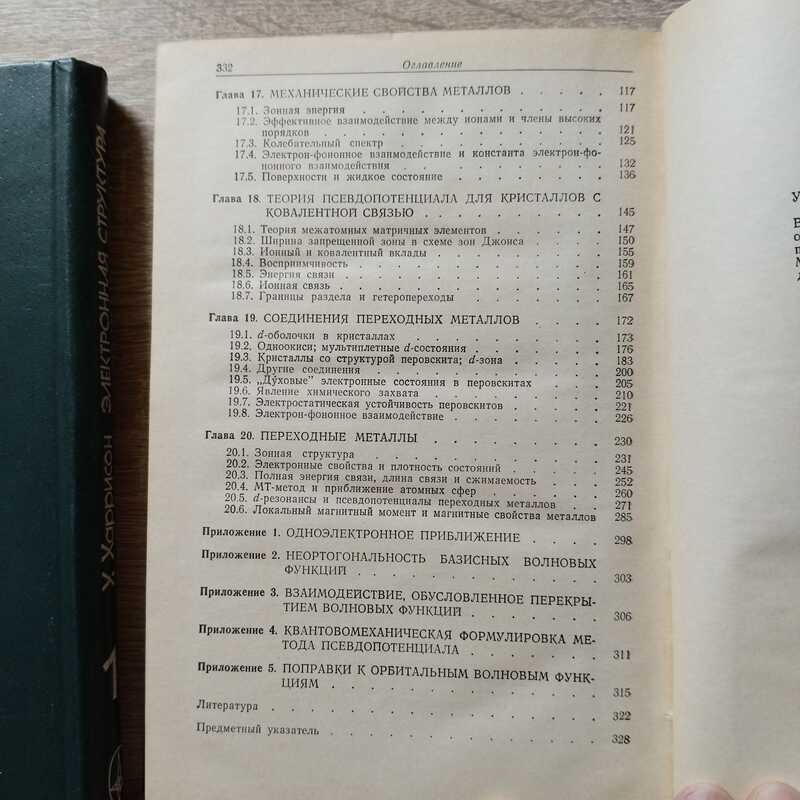 332 Оглавление
Глава 17. МЕХАНИЧЕСКИЕ СВОЙСТВА МЕТАЛЛОВ . . . . . 117
17.1. Зонная энергия . . . . . . . . . . . . 117
17.2. Эффективное взаимодействие между ионами и члены высоких
порядков . . . . . . . . . . . . . 121
17.3. Колебательный спектр . . . . . . . . . . 125
17.4. Электрон-фононное взаимодействие и константа электрон-фо-
нонного взаимодействия . . . . . . . . . . 132
17.5. Поверхности и жидкое состояние . . . . . . . 136
Глава 18. ТЕОРИЯ ПСЕВДОПОТЕНЦИАЛА ДЛЯ КРИСТАЛЛОВ С
КОВАЛЕНТНОЙ СВЯЗЬЮ . . . . . . . . . 145
18.1. Теория межатомных матричных элементов . . . . . 147
18.2. Ширина запрещенной зоны в схеме зон Джонса . . . . 150
18.3. Ионный и ковалентный вклады . . . . . . . . 155
18.4. Восприимчивость . . . . . . . . . . . 159
18.5. Энергия связи . . . . . . . . . . . . 161
18.6. Ионная связь . . . . . . . . . . . . 165
18.7. Границы раздела и гетеропереходы . . . . . . 167
Глава 19. СОЕДИНЕНИЯ ПЕРЕХОДНЫХ МЕТАЛЛОВ . . . . 172
19.1. d-оболочки в кристаллах . . . . . . . . . 173
19.2. Одноокиси; мультиплетные d-состояния . . . . . . 176
19.3. Кристаллы со структурой перовскита; d-зона . . . . 183
19.4. Другие соединения . . . . . . . . . . . 200
19.5. „Духовые" электронные состояния в перовскитах . . . 205
19.6. Явление химического захвата . . . . . . . . 210
19.7. Электростатическая устойчивость перовскитов . . . . 221
19.8. Электрон-фононное взаимодействие . . . . . . . 226
Глава 20. ПЕРЕХОДНЫЕ МЕТАЛЛЫ . . . . . . . . 230
20.1. Зонная структура . . . . . . . . . . . 231
20.2. Электронные свойства и плотность состояний . . . . 245
20.3. Полная энергия связи, длина связи и сжимаемость . . . 252
20.4. МТ-метод и приближение атомных сфер . . . . . 260
20.5. d-резонансы и псевдопотенциалы переходных металлов . . 271
20.6. Локальный магнитный момент и магнитные свойства металлов 285
Приложение 1. ОДНОЭЛЕКТРОННОЕ ПРИБЛИЖЕНИЕ . . . . 298
Приложение 2. НЕОРТОГОНАЛЬНОСТЬ БАЗИСНЫХ ВОЛНОВЫХ
ФУНКЦИЙ . . . . . . . . . . . . 303
Приложение 3. ВЗАИМОДЕЙСТВИЕ, ОБУСЛОВЛЕННОЕ ПЕРЕКРЫ-
ТИЕМ ВОЛНОВЫХ ФУНКЦИЙ . . . . . . . 306
Приложение 4. КВАНТОВОМЕХАНИЧЕСКАЯ ФОРМУЛИРОВКА МЕ-
ТОДА ПСЕВДОПОТЕНЦИАЛА . . . . . . . 311
Приложение 5. ПОПРАВКИ К ОРБИТАЛЬНЫМ ВОЛНОВЫМ ФУНК-
ЦИЯМ . . . . . . . . . . . . . 315
Литература . . . . . . . . . . . . . . . 322
Предметный указатель . . . . . . . . . . . . 328
У. Харрисон ЭЛЕКТРОННАЯ СТРУКТУРА